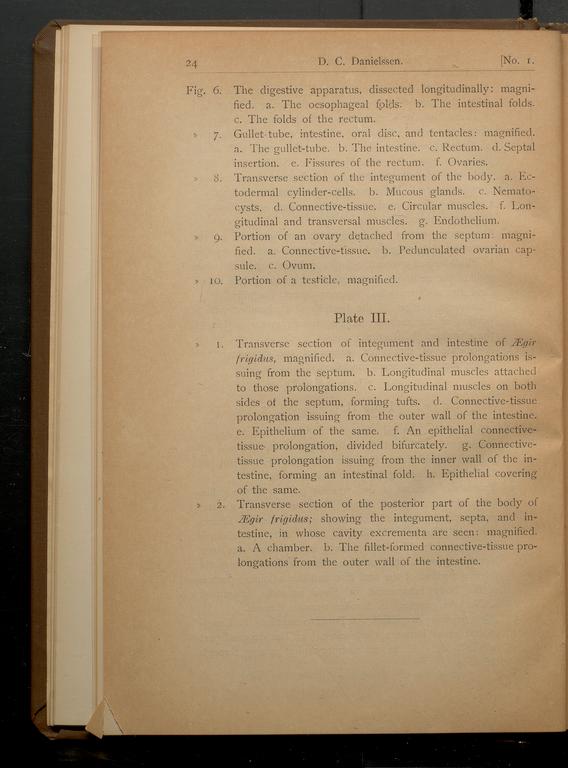 24 D. C. Danielssen. [No. 1.
Fig. 6. The digestive apparatus, dissected longitudinally: magni-
fied. a. The oesophageal folds. b. The intestinal folds.
c. The folds of the rectum.
» 7. Gullet-tube, intestine, oral disc, and tentacles: magnified.
a. The gullet-tube. b. The intestine. c. Rectum. d. Septal
insertion. e. Fissures of the rectum. f. Ovaries.
» 8. Transverse section of the integument of the body. a. Ec-
todermal cylinder-cells. b. Mucous glands. c. Nemato-
cysts. d. Connective-tissue. e. Circular muscles. f. Lon-
gitudinal and transversal muscles. g. Endothelium.
» 9. Portion of an ovary detached from the septum: magni-
fied. a. Connective-tissue. b. Pedunculated ovarian cap-
sule. c. Ovum.
» 10. Portion of a testicle, magnified.
Plate III.
» 1. Transverse section of integument and intestine of Ægir
frigidus, magnified. a. Connective-tissue prolongations is-
suing from the septum. b. Longitudinal muscles attached
to those prolongations. c. Longitudinal muscles on both
sides of the septum, forming tufts. d. Connective-tissue
prolongation issuing from the outer wall of the intestine.
e. Epithelium of the same. f. An epithelial connective-
tissue prolongation, divided bifurcately. g. Connective-
tissue prolongation issuing from the inner wall of the in-
testine, forming an intestinal fold. h. Epithelial covering
of the same.
» 2. Transverse section of the posterior part of the body of
Ægir frigidus; showing the integument, septa, and in-
testine, in whose cavity excrementa are seen: magnified.
a. A chamber. b. The fillet-formed connective-tissue pro-
longations from the outer wall of the intestine.